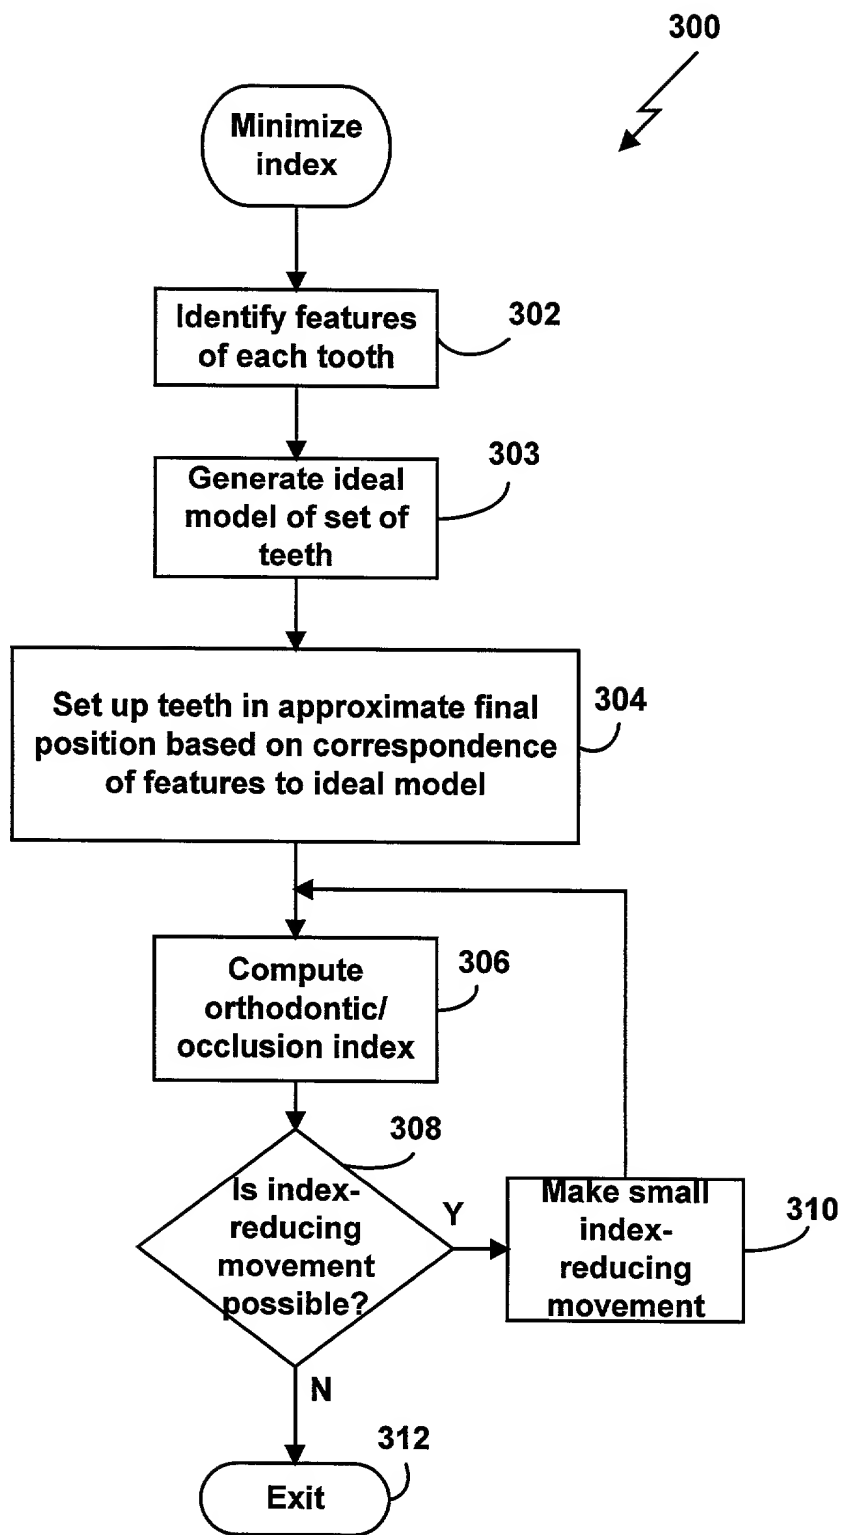 300
Minimize
index
Identify features
of each tooth
302
Generate ideal
model of set of
teeth
303
Set up teeth in approximate final
position based on correspondence
of features to ideal model
304
Compute
orthodontic/
occlusion index
306
308
Is index-
reducing
movement
possible?
Y
Make small
index-
reducing
movement
310
N
312
Exit